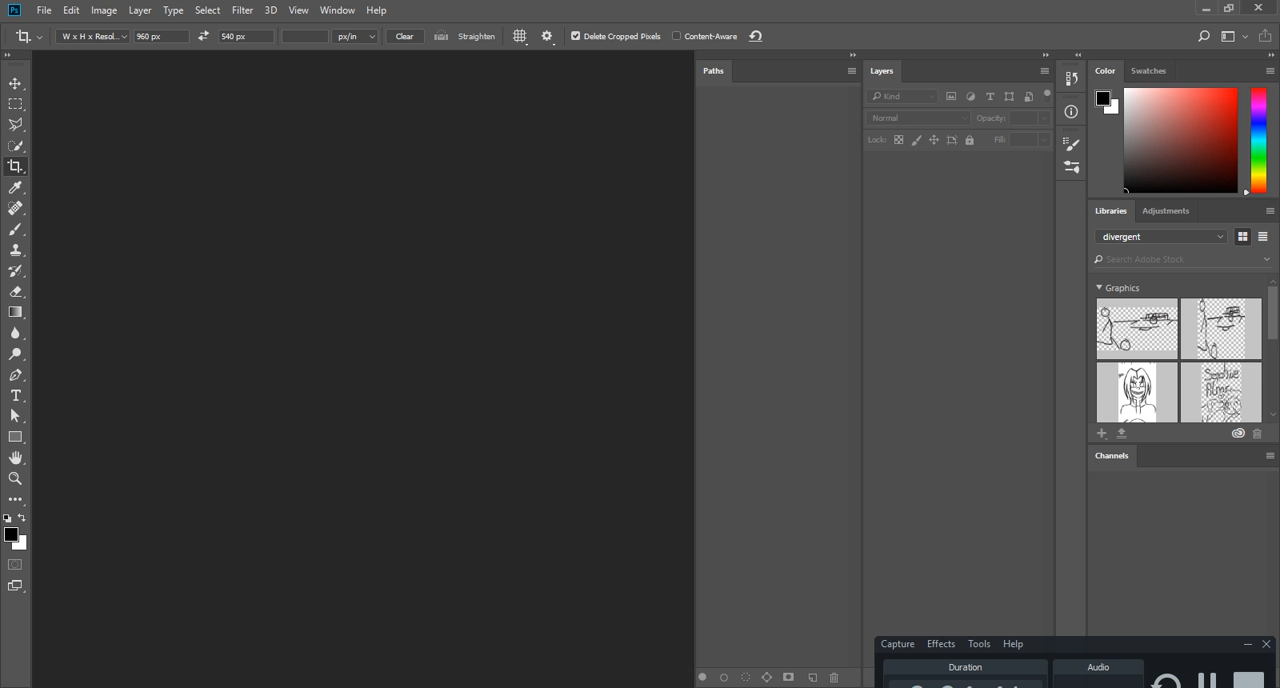 Ps File Edit Image Layer Type Select Filter 3D View Window Help
W x H x Resol... 960 px 540 px px/in Clear Straighten Delete Cropped Pixels Content-Aware
Paths
Layers
Color Swatches
Kind
Normal Opacity:
Lock: Fill:
Libraries Adjustments
divergent
Search Adobe Stock
Graphics
Channels
Capture Effects Tools Help
Duration Audio